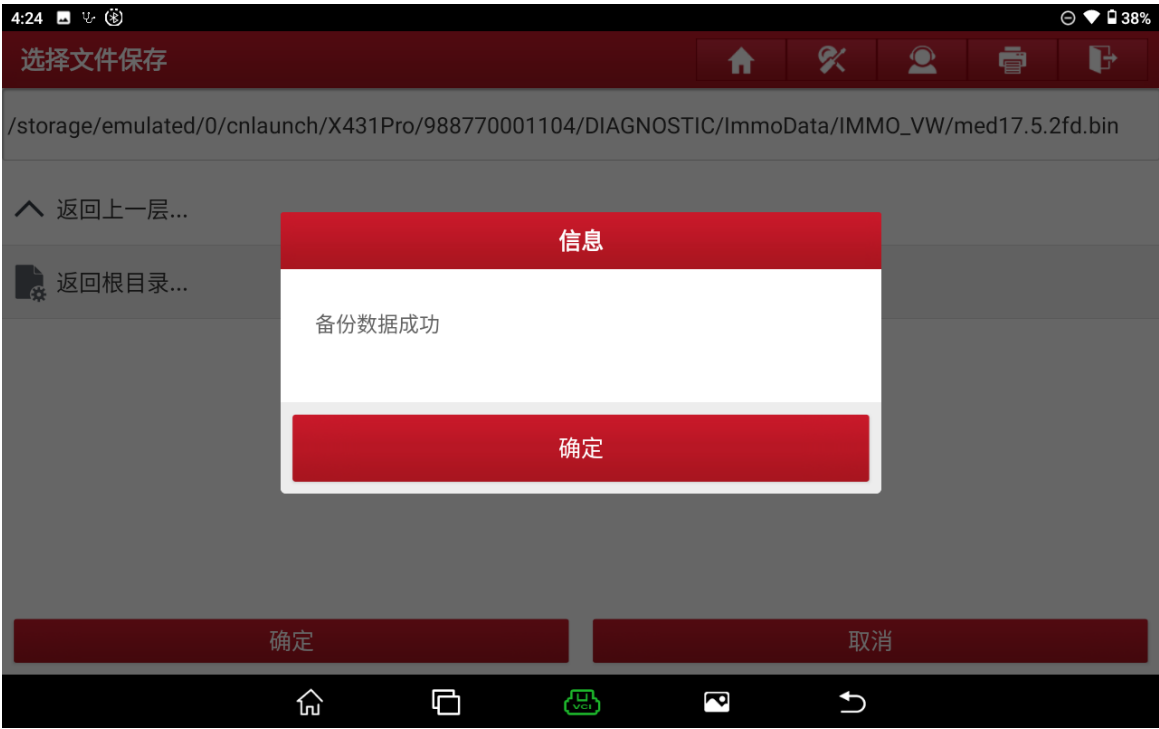 4:24
38%
选择文件保存
/storage/emulated/0/cnlaunch/X431Pro/988770001104/DIAGNOSTIC/ImmoData/IMMO_VW/med17.5.2fd.bin
返回上一层...
返回根目录...
信息
备份数据成功
确定
确定
取消
VCI